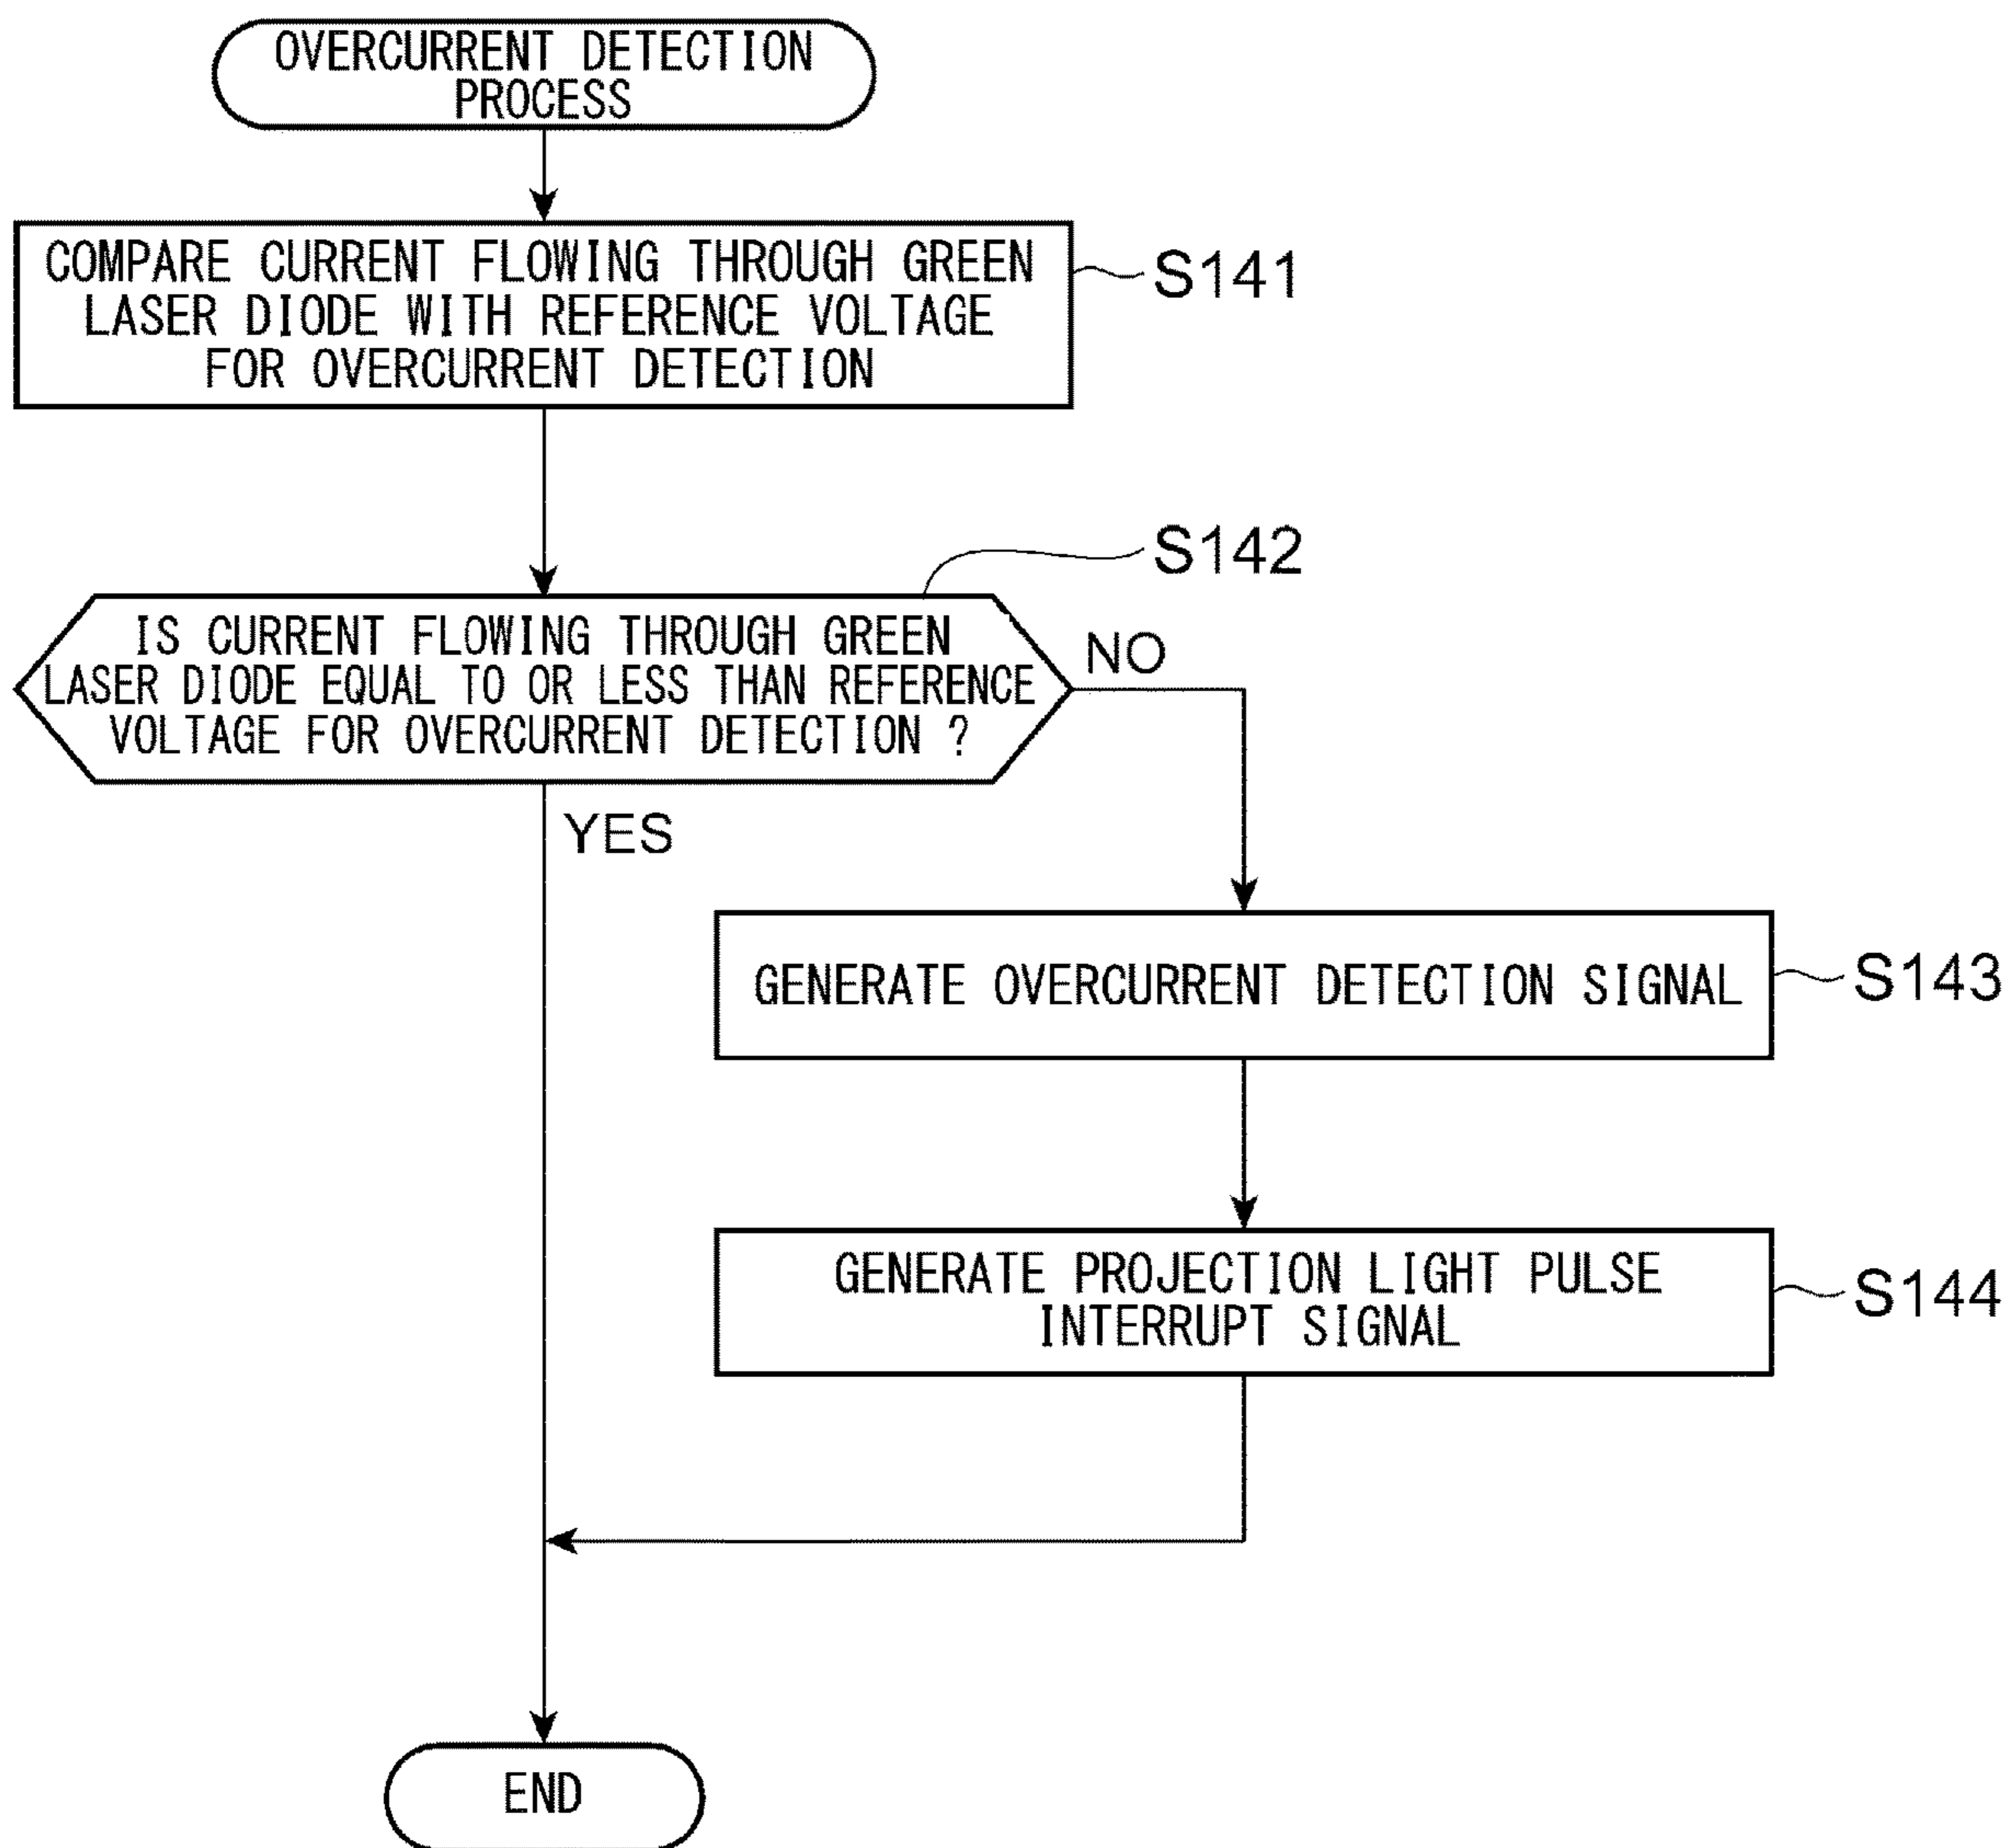 OVERCURRENT DETECTION
PROCESS
COMPARE CURRENT FLOWING THROUGH GREEN
LASER DIODE WITH REFERENCE VOLTAGE
FOR OVERCURRENT DETECTION
S141
S142
IS CURRENT FLOWING THROUGH GREEN
LASER DIODE EQUAL TO OR LESS THAN REFERENCE
VOLTAGE FOR OVERCURRENT DETECTION ?
NO
YES
GENERATE OVERCURRENT DETECTION SIGNAL
S143
GENERATE PROJECTION LIGHT PULSE
INTERRUPT SIGNAL
S144
END